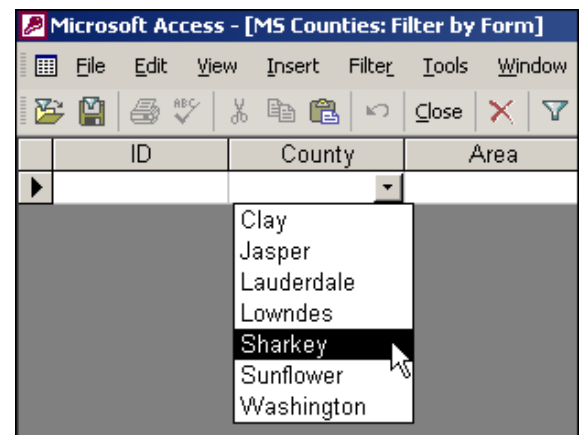 Microsoft Access - [MS Counties: Filter by Form]
File Edit View Insert Filter Tools Window
ABC Close
ID County Area
Clay
Jasper
Lauderdale
Lowndes
Sharkey
Sunflower
Washington